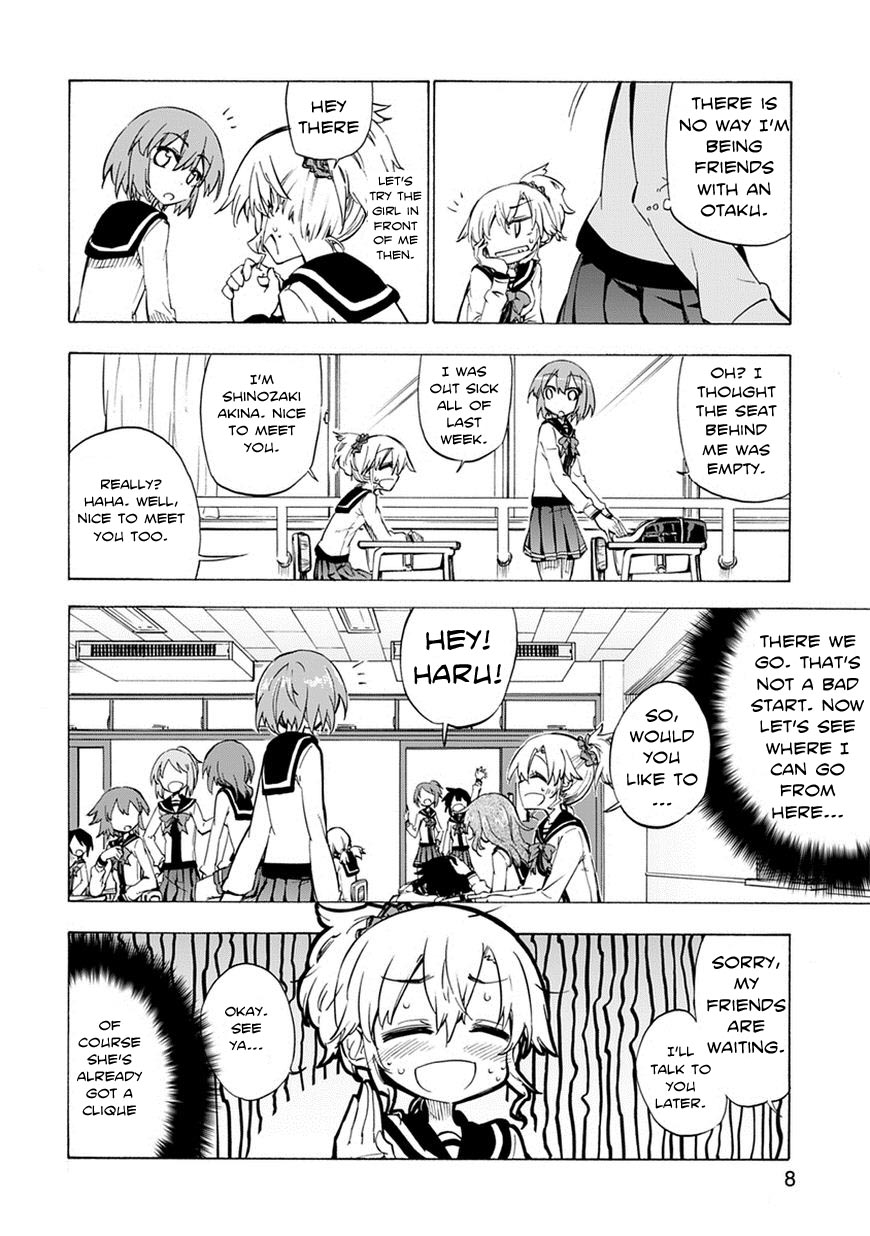 THERE IS
NO WAY I'M
BEING
FRIENDS
WITH AN
OTAKU.
HEY
THERE
LET'S
TRY THE
GIRL IN
FRONT
OF ME
THEN.
OH? I
THOUGHT
THE SEAT
BEHIND
ME WAS
EMPTY.
I WAS
OUT SICK
ALL OF
LAST
WEEK.
I'M
SHINOZAKI
AKINA. NICE
TO MEET
YOU.
REALLY?
HAHA. WELL,
NICE TO MEET
YOU TOO.
THERE WE
GO. THAT'S
NOT A BAD
START. NOW
LET'S SEE
WHERE I
CAN GO
FROM
HERE...
SO,
WOULD
YOU
LIKE TO
...
HEY!
HARU!
SORRY,
MY
FRIENDS
ARE
WAITING.
I'LL
TALK TO
YOU
LATER.
OKAY.
SEE
YA...
OF
COURSE
SHE'S
ALREADY
GOT A
CLIQUE
8